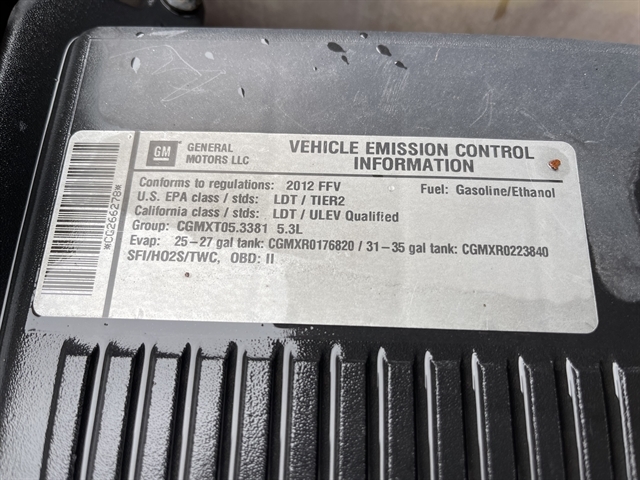 GM
GENERAL MOTORS LLC
VEHICLE EMISSION CONTROL
INFORMATION
Conforms to regulations: 2012 FFV Fuel: Gasoline/Ethanol
U.S. EPA class / stds: LDT / TIER2
California class / stds: LDT / ULEV Qualified
Group: CGMXT05.3381 5.3L
Evap: 25-27 gal tank: CGMXR0176820 / 31-35 gal tank: CGMXR0223840
SFI/HO2S/TWC, OBD: II
*CG266278*